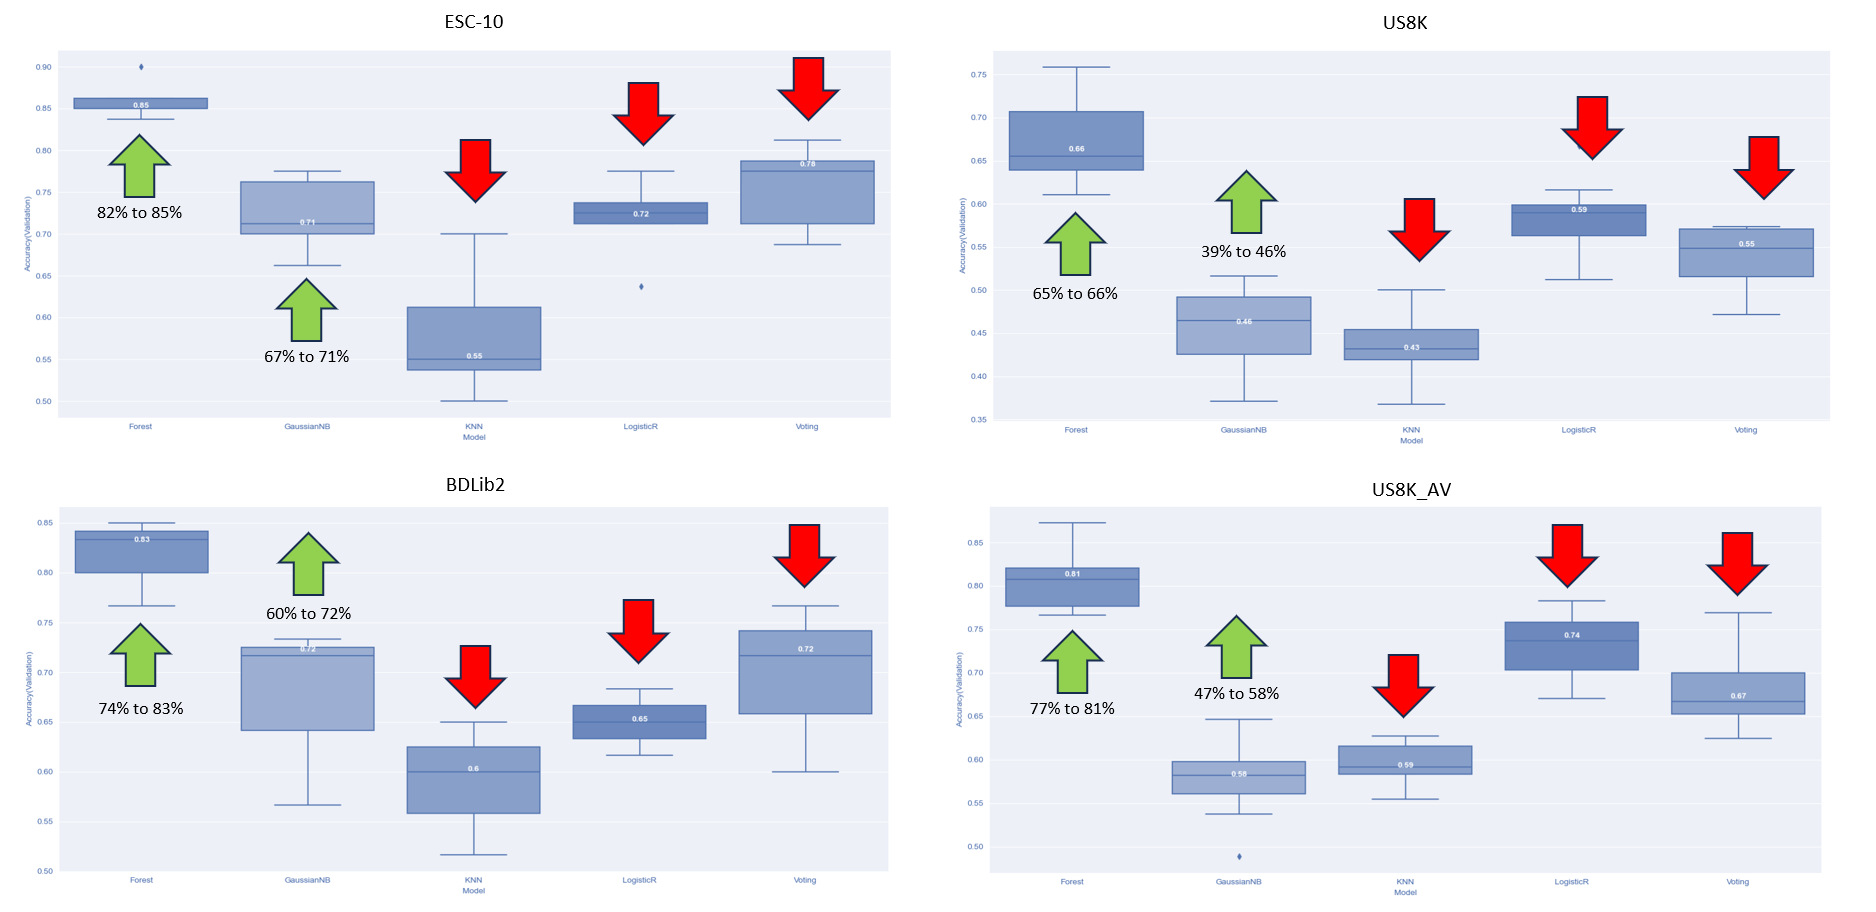 ESC-10
Accuracy(Validation)
0.90
0.85
0.80
0.75
0.70
0.65
0.60
0.55
0.50
0.85
0.71
0.55
0.72
0.78
82% to 85%
67% to 71%
Forest GaussianNB KNN LogisticR Voting
Model
US8K
Accuracy(Validation)
0.75
0.70
0.65
0.60
0.55
0.50
0.45
0.40
0.35
0.66
0.46
0.43
0.59
0.55
39% to 46%
65% to 66%
Forest GaussianNB KNN LogisticR Voting
Model
BDLib2
Accuracy(Validation)
0.85
0.80
0.75
0.70
0.65
0.60
0.55
0.50
0.83
0.72
0.6
0.65
0.72
60% to 72%
74% to 83%
Forest GaussianNB KNN LogisticR Voting
Model
US8K_AV
Accuracy(Validation)
0.85
0.80
0.75
0.70
0.65
0.60
0.55
0.50
0.81
0.58
0.59
0.74
0.67
47% to 58%
77% to 81%
Forest GaussianNB KNN LogisticR Voting
Model